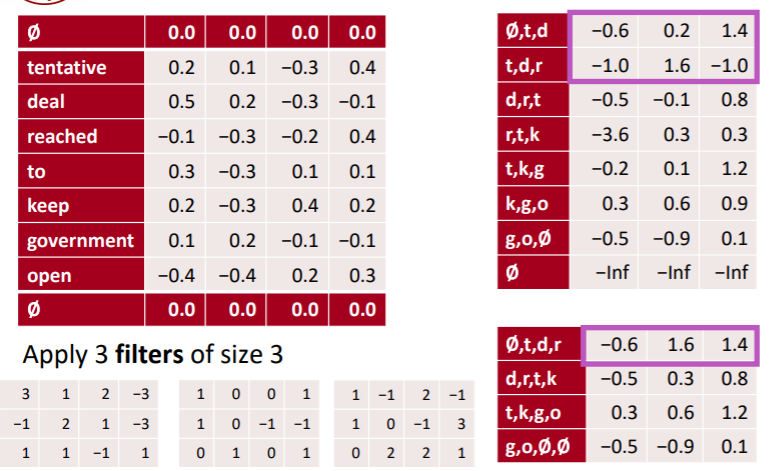 Ø 0.0 0.0 0.0 0.0
tentative 0.2 0.1 −0.3 0.4
deal 0.5 0.2 −0.3 −0.1
reached −0.1 −0.3 −0.2 0.4
to 0.3 −0.3 0.1 0.1
keep 0.2 −0.3 0.4 0.2
government 0.1 0.2 −0.1 −0.1
open −0.4 −0.4 0.2 0.3
Ø 0.0 0.0 0.0 0.0
Apply 3 filters of size 3
3 1 2 −3
−1 2 1 −3
1 1 −1 1
1 0 0 1
1 0 −1 −1
0 1 0 1
1 −1 2 −1
1 0 −1 3
0 2 2 1
Ø,t,d −0.6 0.2 1.4
t,d,r −1.0 1.6 −1.0
d,r,t −0.5 −0.1 0.8
r,t,k −3.6 0.3 0.3
t,k,g −0.2 0.1 1.2
k,g,o 0.3 0.6 0.9
g,o,Ø −0.5 −0.9 0.1
Ø −Inf −Inf −Inf
Ø,t,d,r −0.6 1.6 1.4
d,r,t,k −0.5 0.3 0.8
t,k,g,o 0.3 0.6 1.2
g,o,Ø,Ø −0.5 −0.9 0.1